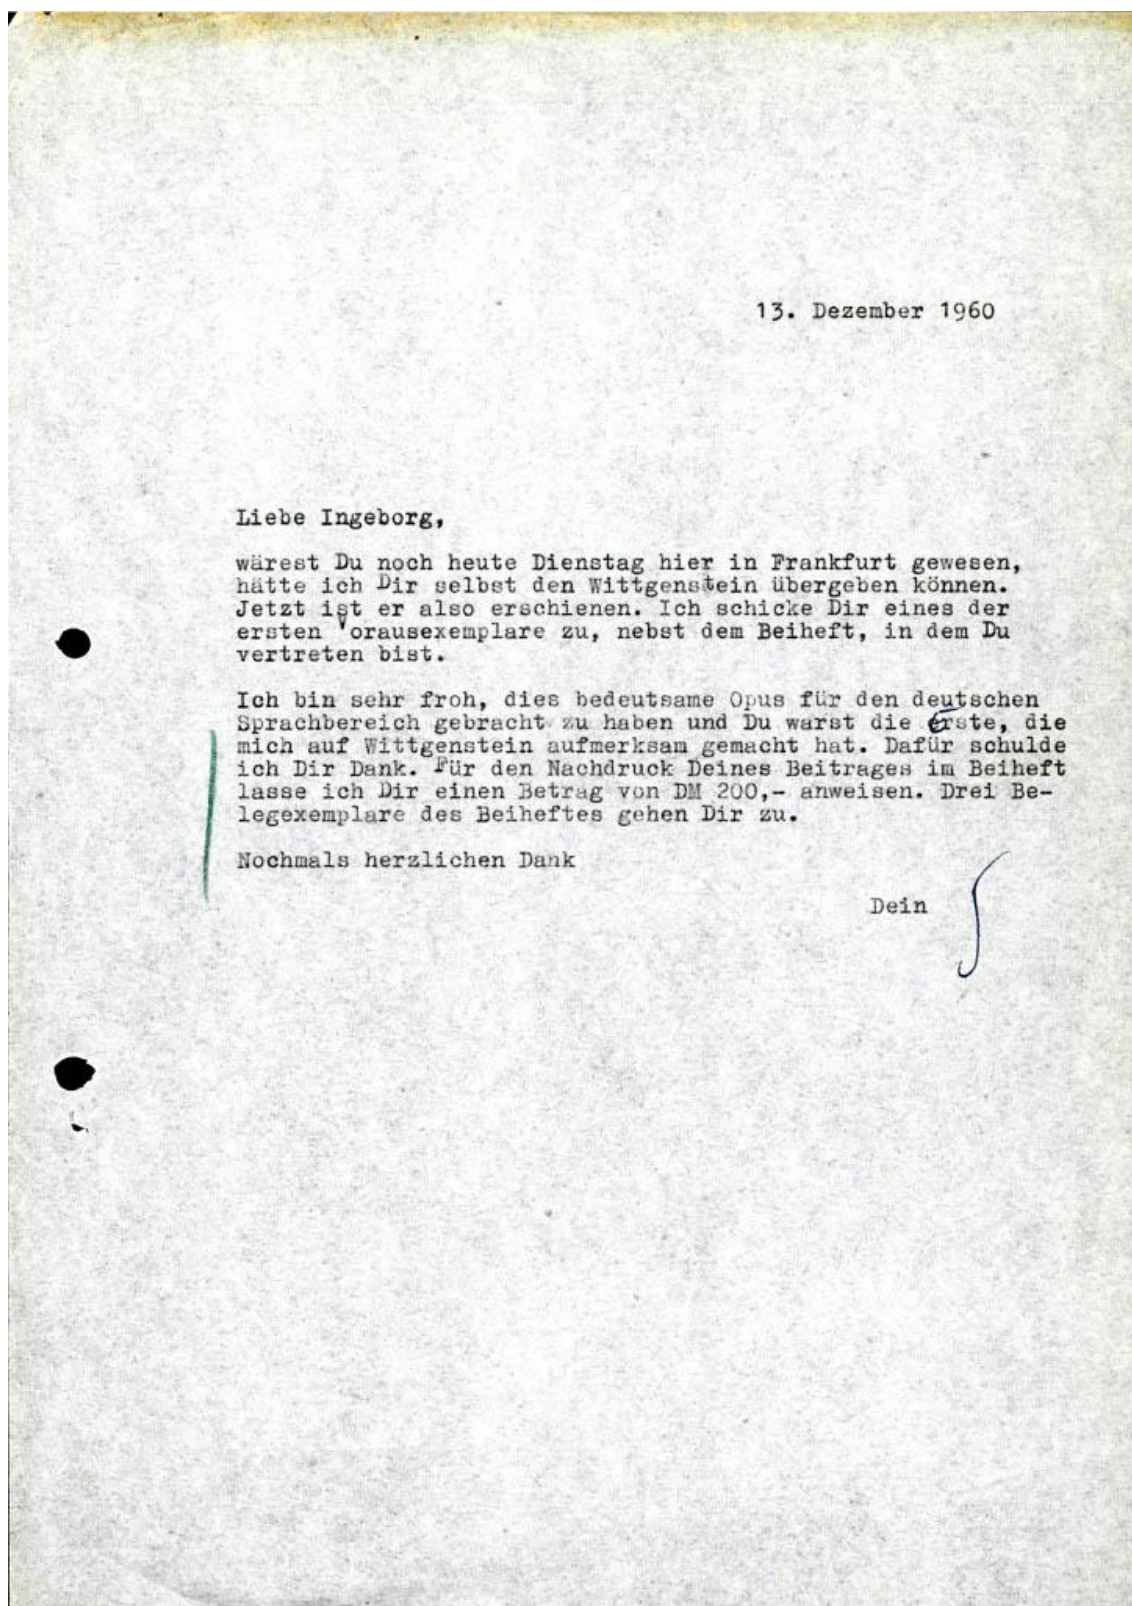 13. Dezember 1960
Liebe Ingeborg,
wärest Du noch heute Dienstag hier in Frankfurt gewesen,
hätte ich Dir selbst den Wittgenstein übergeben können.
Jetzt ist er also erschienen. Ich schicke Dir eines der
ersten Vorausexemplare zu, nebst dem Beiheft, in dem Du
vertreten bist.
Ich bin sehr froh, dies bedeutsame Opus für den deutschen
Sprachbereich gebracht zu haben und Du warst die Erste, die
mich auf Wittgenstein aufmerksam gemacht hat. Dafür schulde
ich Dir Dank. Für den Nachdruck Deines Beitrages im Beiheft
lasse ich Dir einen Betrag von DM 200,- anweisen. Drei Be-
legexemplare des Beiheftes gehen Dir zu.
Nochmals herzlichen Dank
Dein